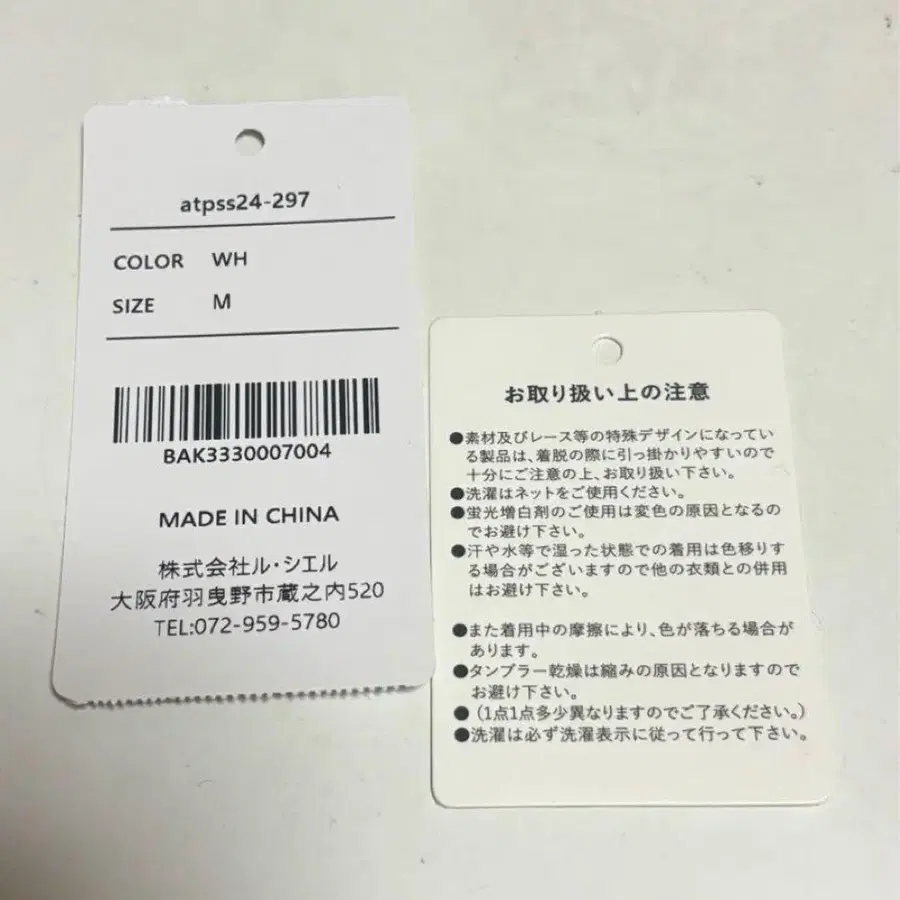 atpss24-297
COLOR WH
SIZE M
BAK3330007004
MADE IN CHINA
株式会社ル・シエル
大阪府羽曳野市蔵之内520
TEL:072-959-5780
お取り扱い上の注意
●素材及びレース等の特殊デザインになってい
る製品は、着脱の際に引っ掛かりやすいので
十分にご注意の上、お取り扱い下さい。
●洗濯はネットをご使用ください。
●蛍光増白剤のご使用は変色の原因となるの
でお避け下さい。
●汗や水等で湿った状態での着用は色移りす
る場合がございますので他の衣類との併用
はお避け下さい。
●また着用中の摩擦により、色が落ちる場合が
あります。
●タンブラー乾燥は縮みの原因となりますので
お避け下さい。
●(1点1点多少異なりますのでご了承ください。)
●洗濯は必ず洗濯表示に従って行って下さい。